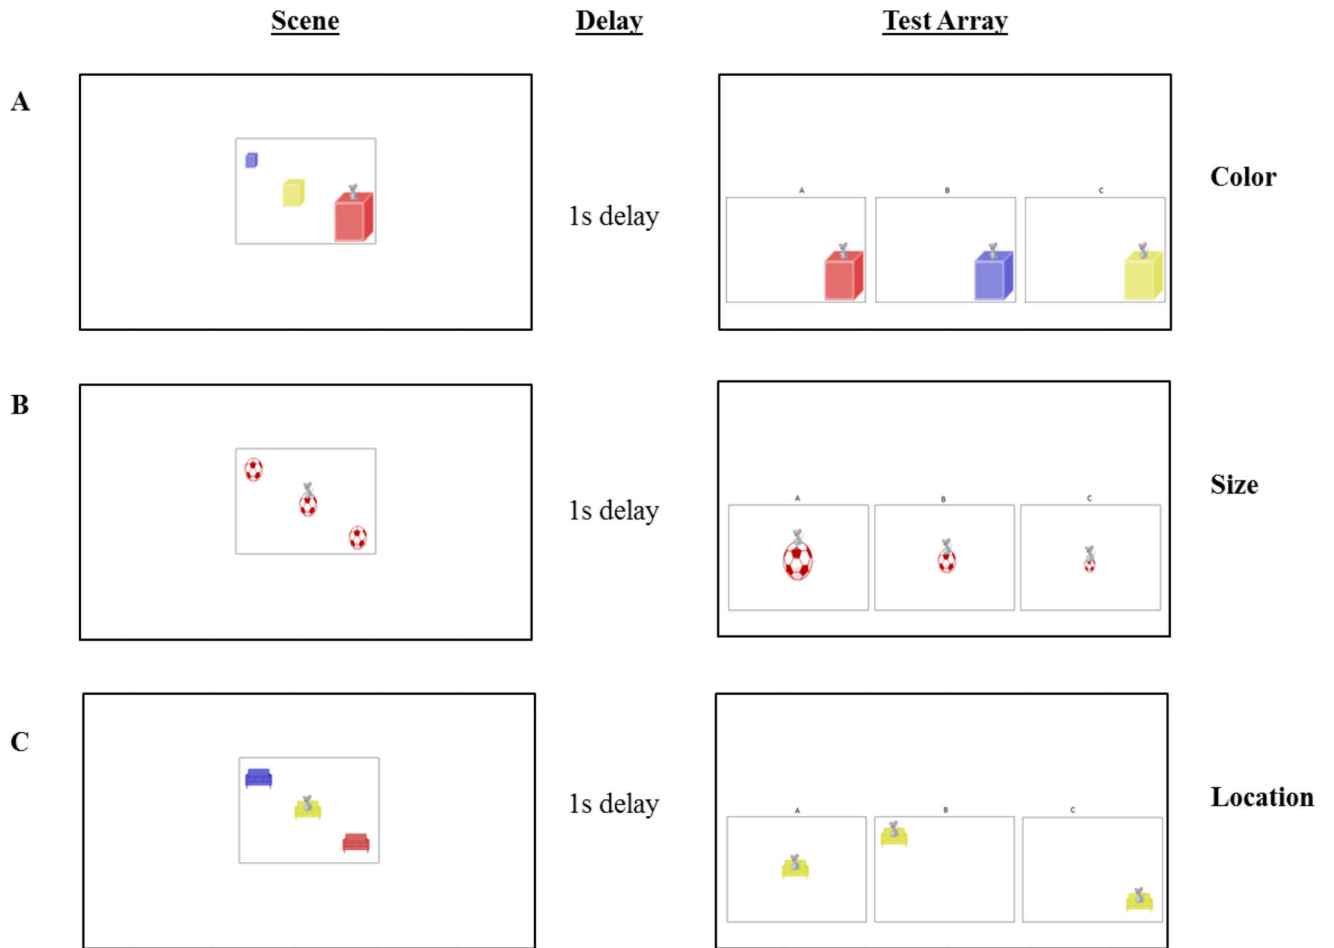 Scene Delay Test Array
A
1s delay
A B C
Color
B
1s delay
A B C
Size
C
1s delay
A B C
Location